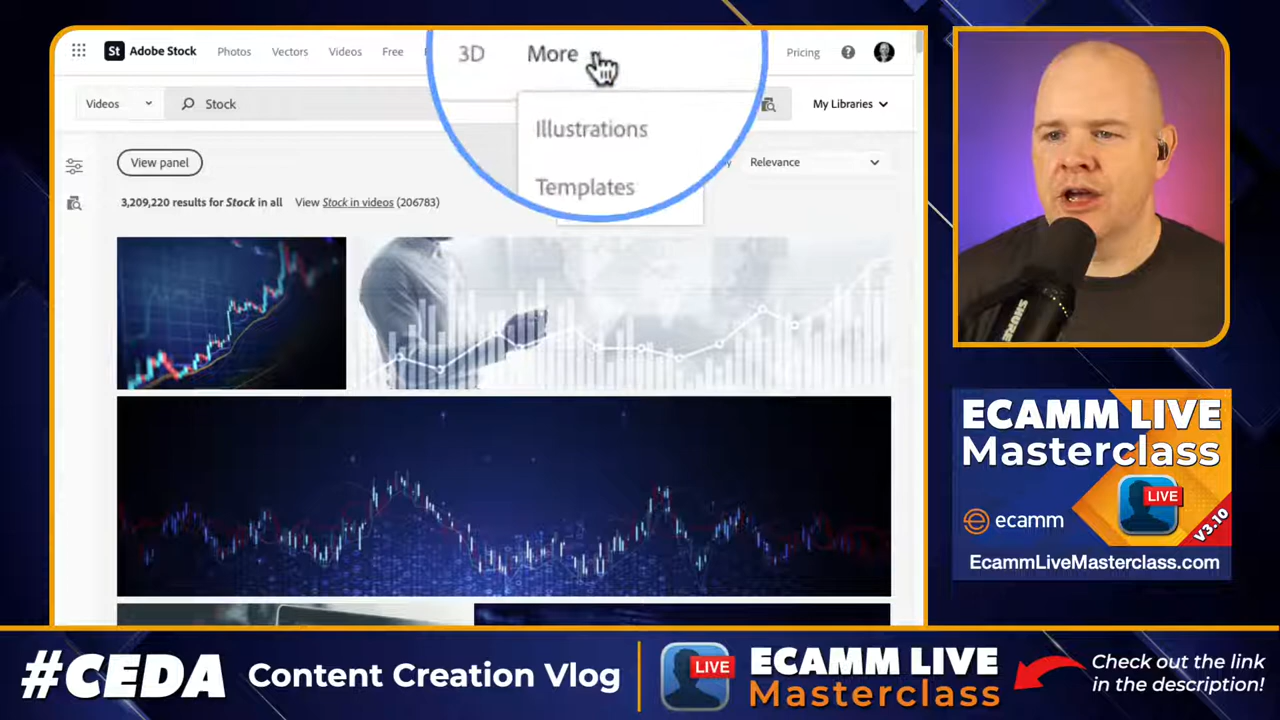 St Adobe Stock Photos Vectors Videos Free 3D More Pricing ?
Illustrations
Templates
Videos Stock My Libraries
View panel Relevance
3,209,220 results for Stock in all View Stock in videos (206783)
SHURE
ECAMM LIVE
Masterclass
LIVE
ecamm
v3.10
EcammLiveMasterclass.com
#CEDA Content Creation Vlog
LIVE
ECAMM LIVE
Masterclass
Check out the link
in the description!